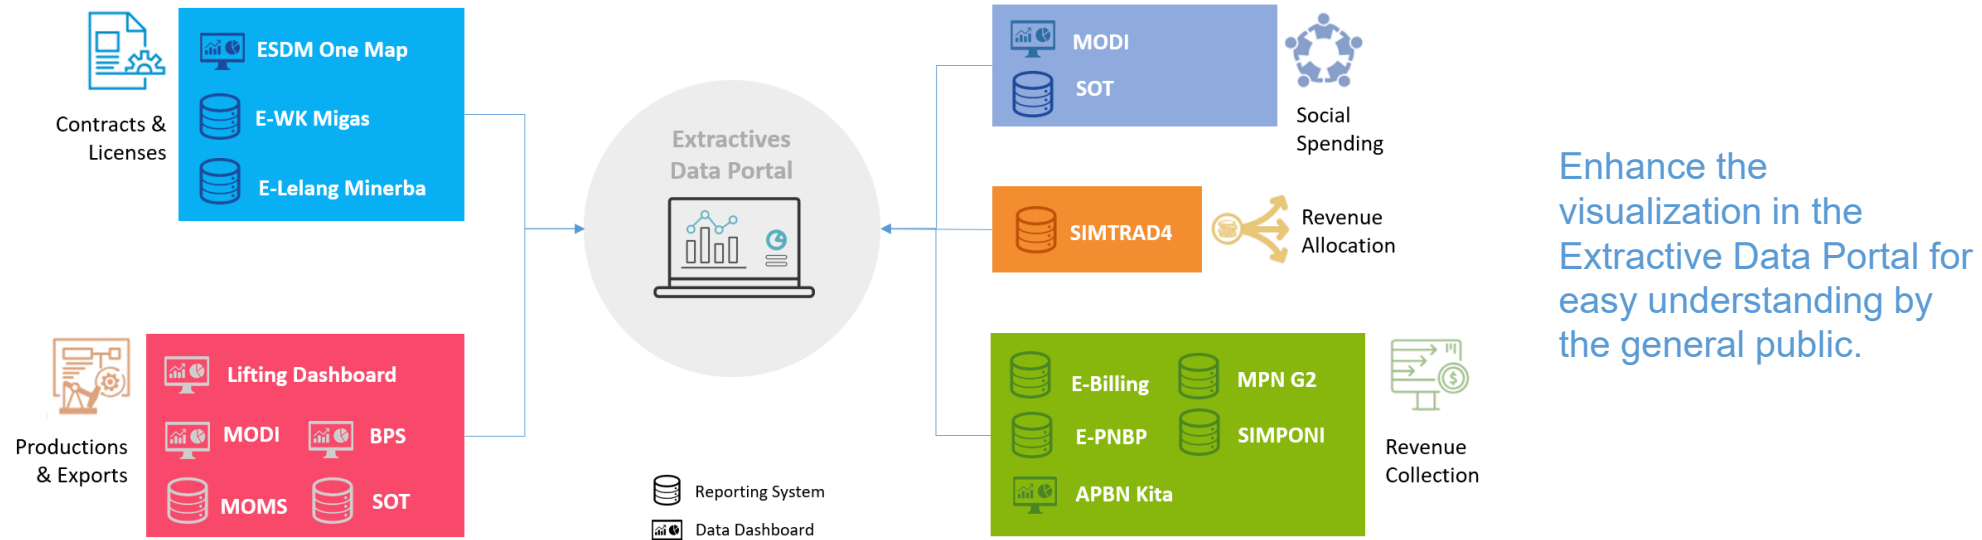 ESDM One Map
E-WK Migas
E-Lelang Minerba
Contracts &
Licenses
Lifting Dashboard
MODI
BPS
MOMS
SOT
Productions
& Exports
Extractives
Data Portal
Reporting System
Data Dashboard
MODI
SOT
Social
Spending
SIMTRAD4
Revenue
Allocation
E-Billing
MPN G2
E-PNBP
SIMPONI
APBN Kita
Revenue
Collection
Enhance the
visualization in the
Extractive Data Portal for
easy understanding by
the general public.